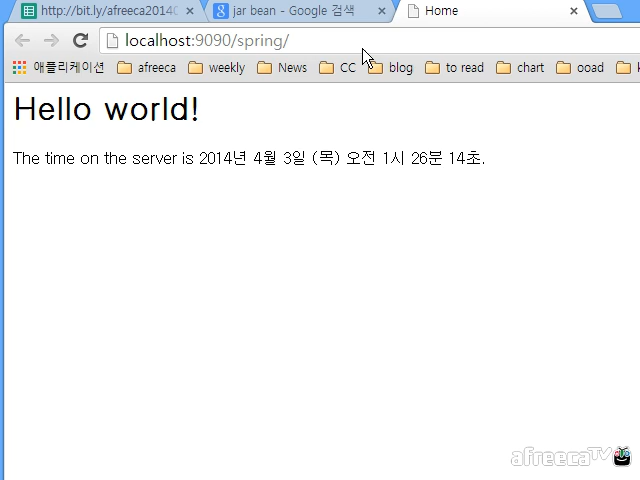 http://bit.ly/afreeca2014 jar bean - Google 검색 Home
localhost:9090/spring/
애플리케이션 afreeca weekly News CC blog to read chart ooad
Hello world!
The time on the server is 2014년 4월 3일 (목) 오전 1시 26분 14초.
afreecaTV